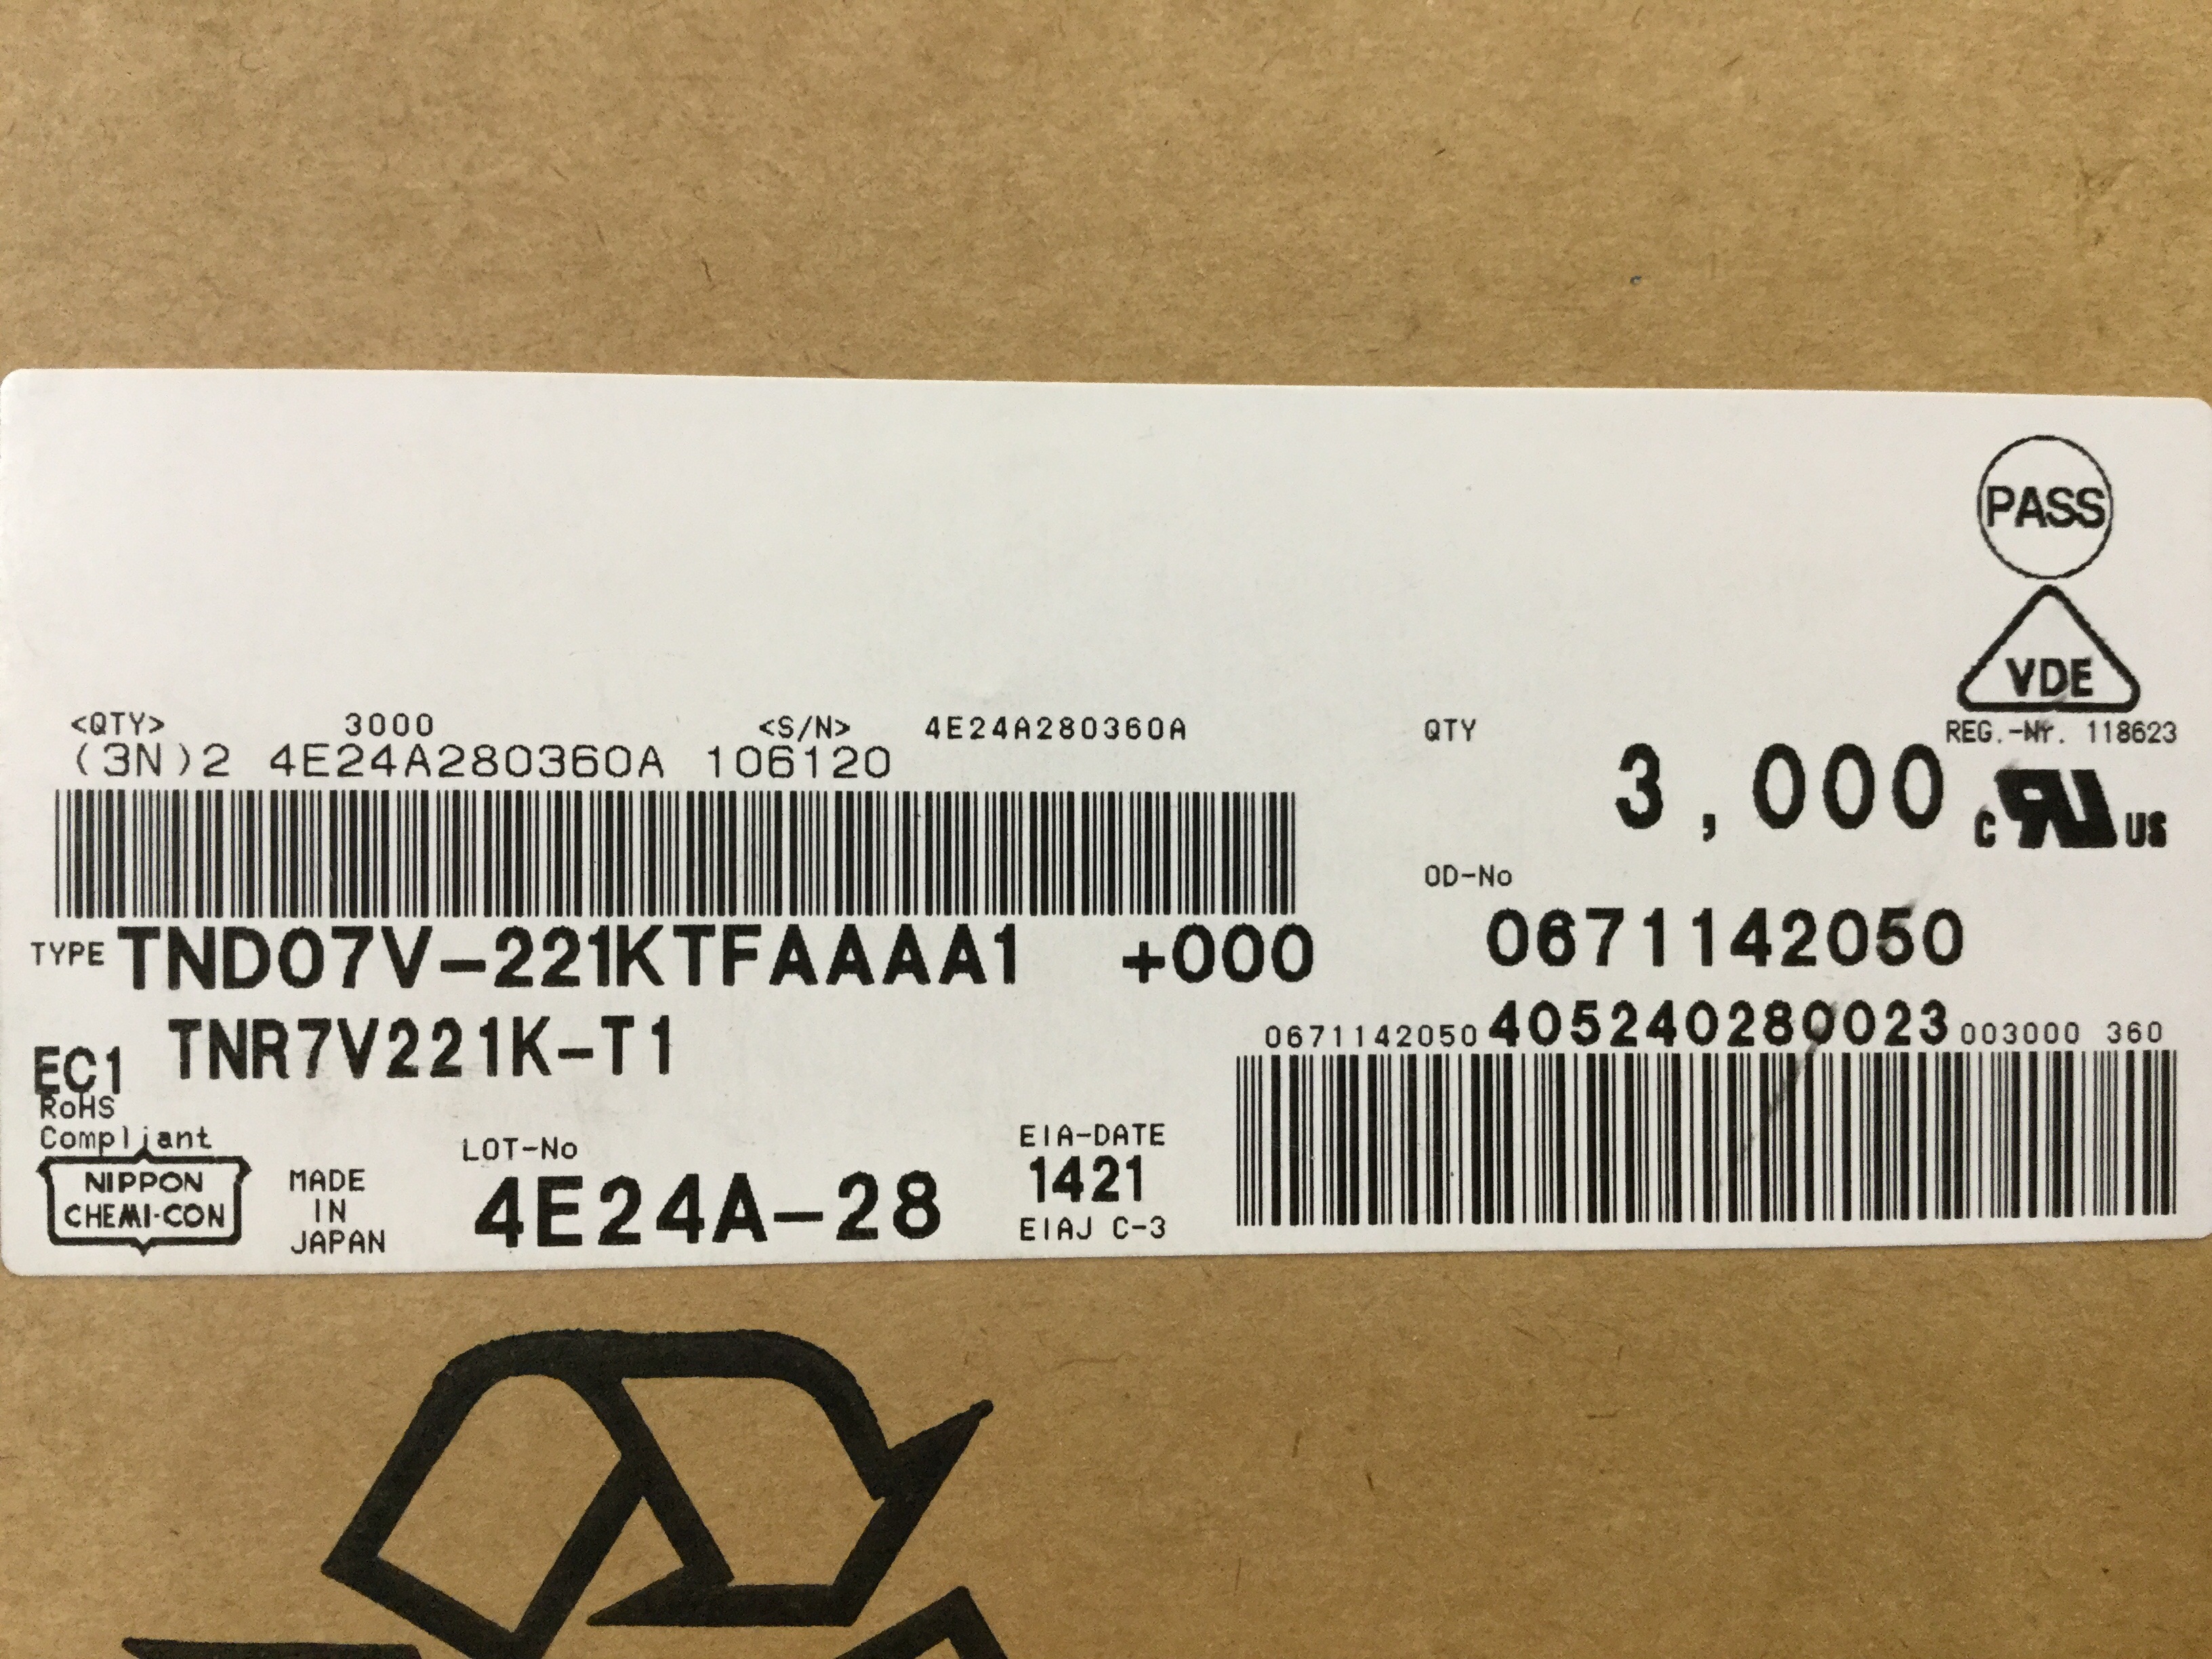 PASS
VDE
REG.-Nr. 118623
<QTY> 3000 <S/N> 4E24A280360A
(3N)2 4E24A280360A 106120
QTY
3,000
c RU US
OD-No
0671142050
TYPE TND07V-221KTFAAAA1 +000
TNR7V221K-T1
0671142050 405240280023 003000 360
EC1
RoHS
Compliant
NIPPON
CHEMI-CON
MADE
IN
JAPAN
LOT-No
4E24A-28
EIA-DATE
1421
EIAJ C-3